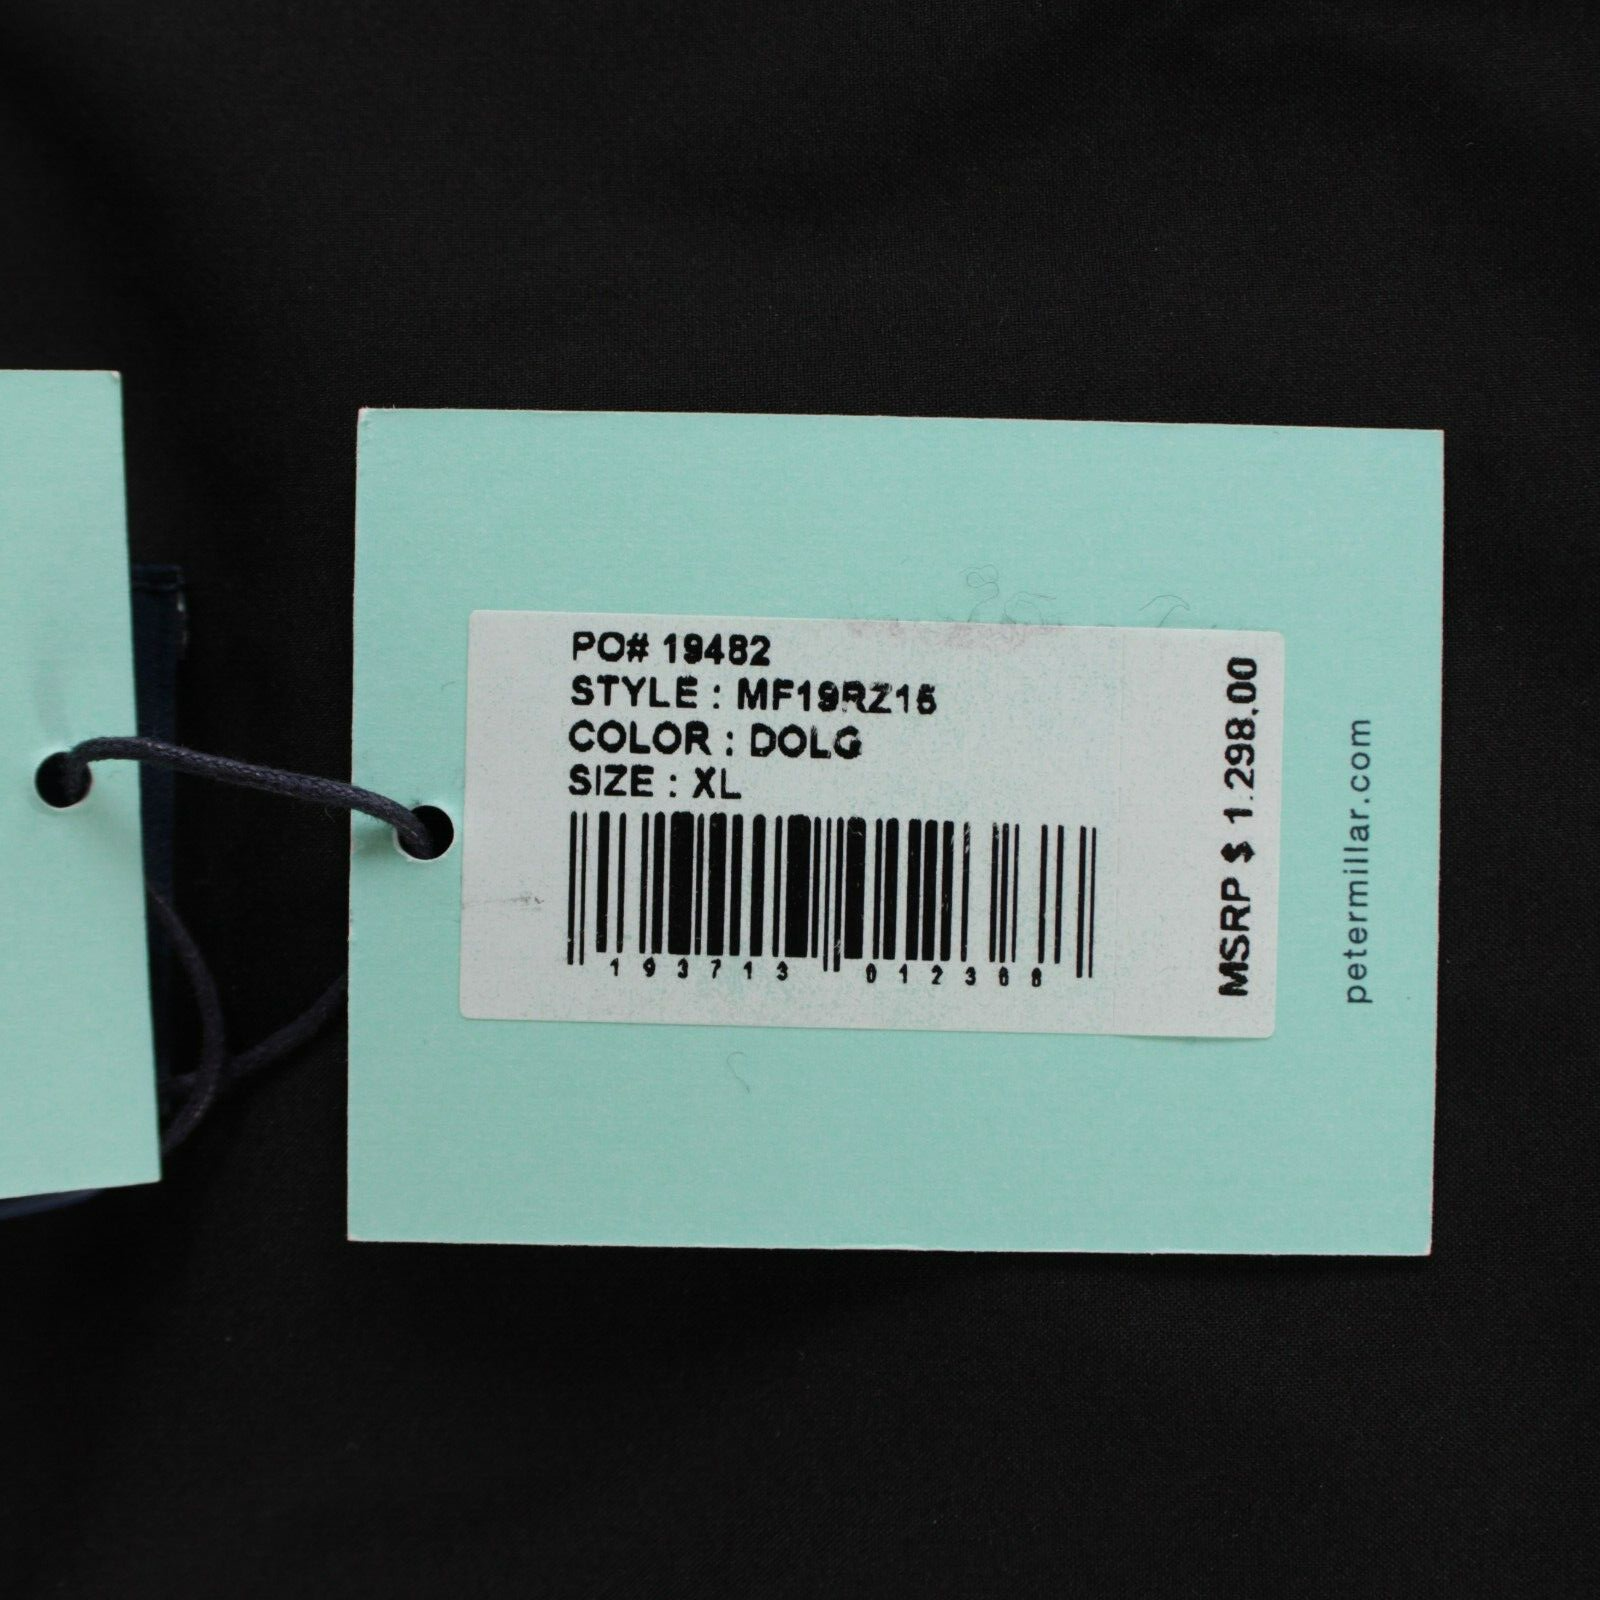 PO# 19482
STYLE : MF19RZ15
COLOR : DOLG
SIZE : XL
193713 012368
MSRP $ 1.298.00
petermillar.com